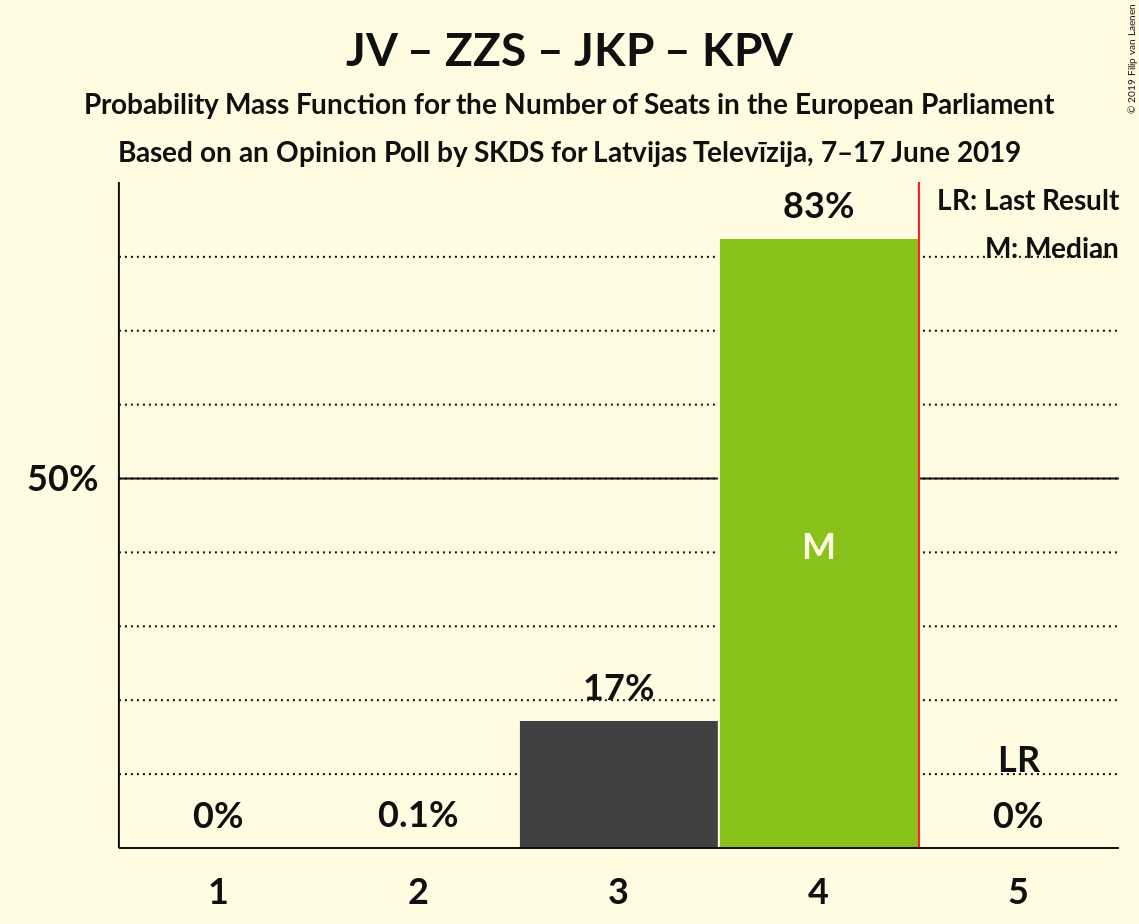 JV – ZZS – JKP – KPV
Probability Mass Function for the Number of Seats in the European Parliament
Based on an Opinion Poll by SKDS for Latvijas Televīzija, 7–17 June 2019
© 2019 Filip van Laenen
LR: Last Result
M: Median
83%
50%
M
17%
LR
0%
0.1%
0%
1
2
3
4
5